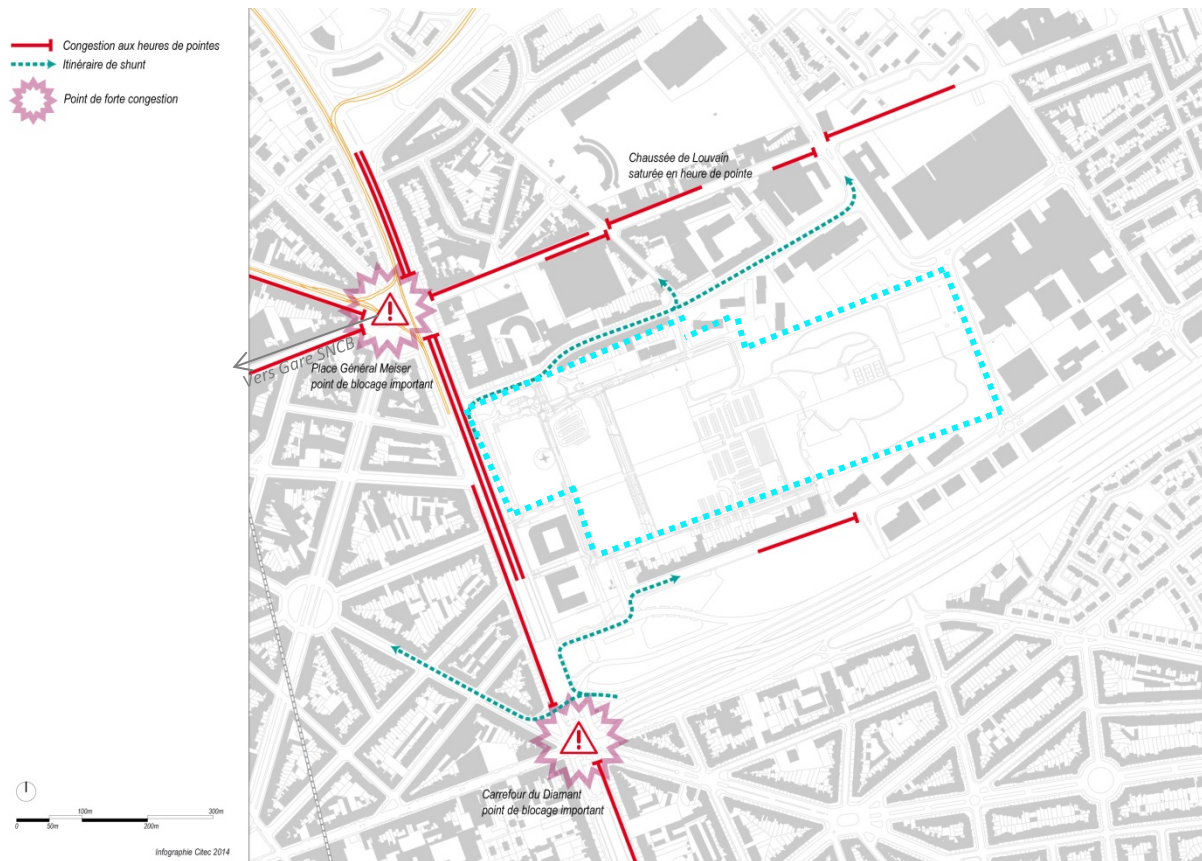 Congestion aux heures de pointes
Itinéraire de shunt
Point de forte congestion
Chaussée de Louvain
saturée en heure de pointe
Vers Gare SNCB
Place Général Meiser
point de blocage important
Carrefour du Diamant
point de blocage important
100m
300m
0
50m
200m
Infographie Citec 2014